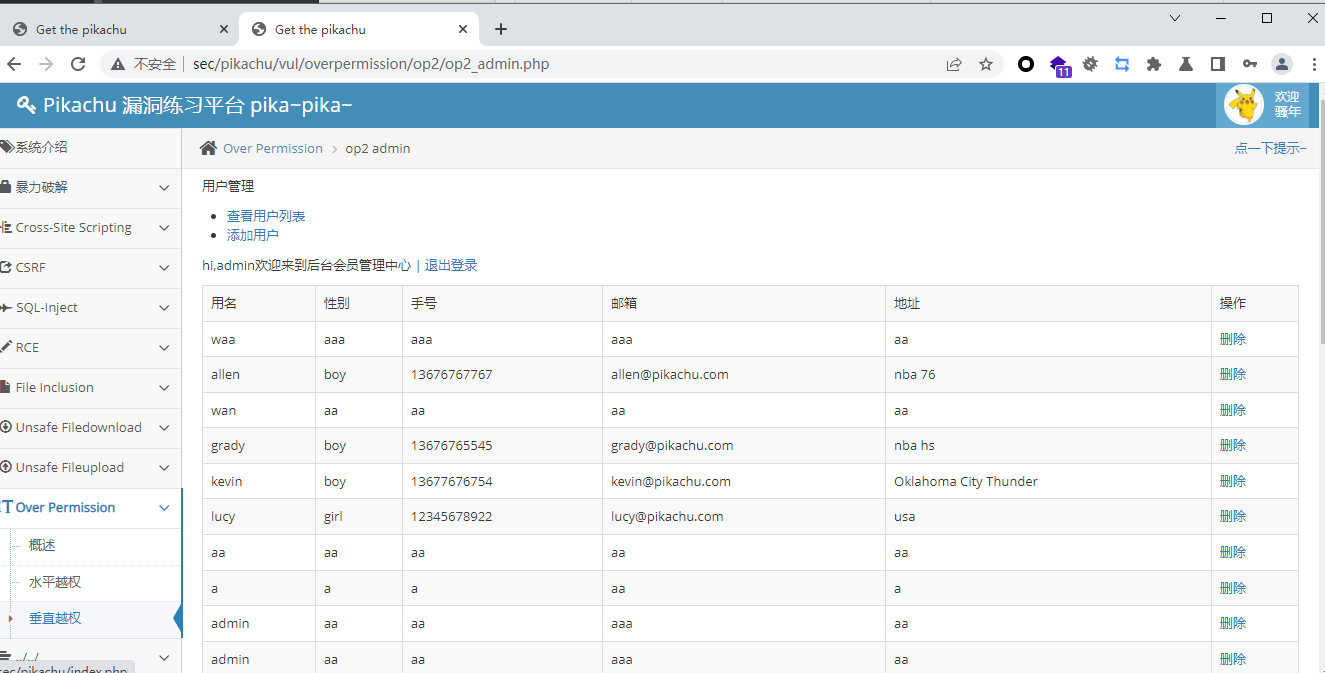 Get the pikachu
Get the pikachu
不安全 sec/pikachu/vul/overpermission/op2/op2_admin.php
11
Pikachu 漏洞练习平台 pika~pika~
欢迎
骚年
系统介绍
暴力破解
Cross-Site Scripting
CSRF
SQL-Inject
RCE
File Inclusion
Unsafe Filedownload
Unsafe Fileupload
Over Permission
概述
水平越权
垂直越权
../../
sec/pikachu/index.php
Over Permission > op2 admin
点一下提示~
用户管理
查看用户列表
添加用户
hi,admin欢迎来到后台会员管理中心 | 退出登录
用名 性别 手号 邮箱 地址 操作
waa aaa aaa aaa aa 删除
allen boy 13676767767 allen@pikachu.com nba 76 删除
wan aa aa aa aa 删除
grady boy 13676765545 grady@pikachu.com nba hs 删除
kevin boy 13677676754 kevin@pikachu.com Oklahoma City Thunder 删除
lucy girl 12345678922 lucy@pikachu.com usa 删除
aa aa aa aa aa 删除
a a a aa a 删除
admin aa aa aaa aa 删除
admin aa aa aaa aa 删除